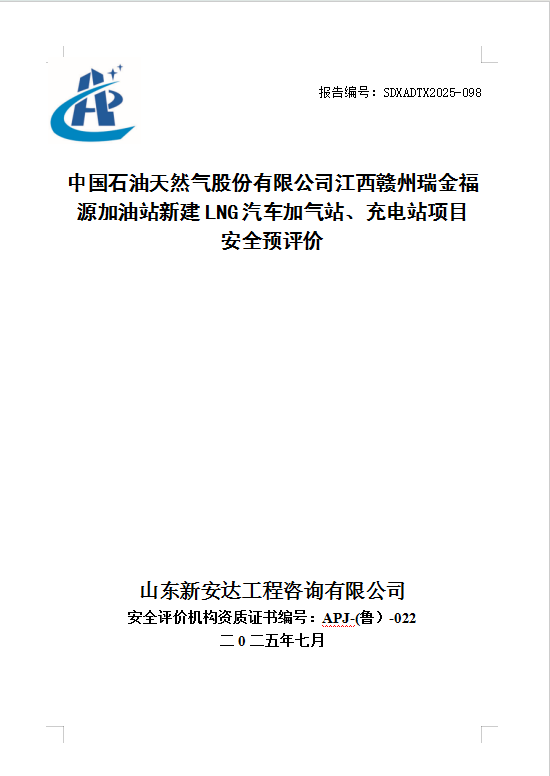 报告编号：SDXADTX2025-098
中国石油天然气股份有限公司江西赣州瑞金福
源加油站新建 LNG 汽车加气站、充电站项目
安全预评价
山东新安达工程咨询有限公司
安全评价机构资质证书编号：APJ-(鲁）-022
二0二五年七月